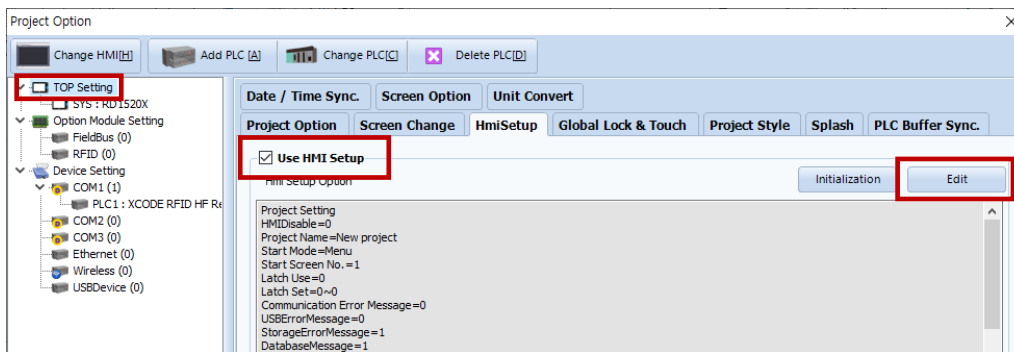 Project Option
Change HMI[H]
Add PLC [A]
Change PLC[C]
Delete PLC[D]
TOP Setting
SYS : RD1520X
Option Module Setting
FieldBus (0)
RFID (0)
Device Setting
COM1 (1)
PLC1 : XCODE RFID HF Re
COM2 (0)
COM3 (0)
Ethernet (0)
Wireless (0)
USBDevice (0)
Date / Time Sync. Screen Option Unit Convert
Project Option Screen Change HmiSetup Global Lock & Touch Project Style Splash PLC Buffer Sync.
Use HMI Setup
Hmi Setup Option
Initialization
Edit
Project Setting
HMIDisable=0
Project Name=New project
Start Mode=Menu
Start Screen No.=1
Latch Use=0
Latch Set=0~0
Communication Error Message=0
USBErrorMessage=0
StorageErrorMessage=1
DatabaseMessage=1